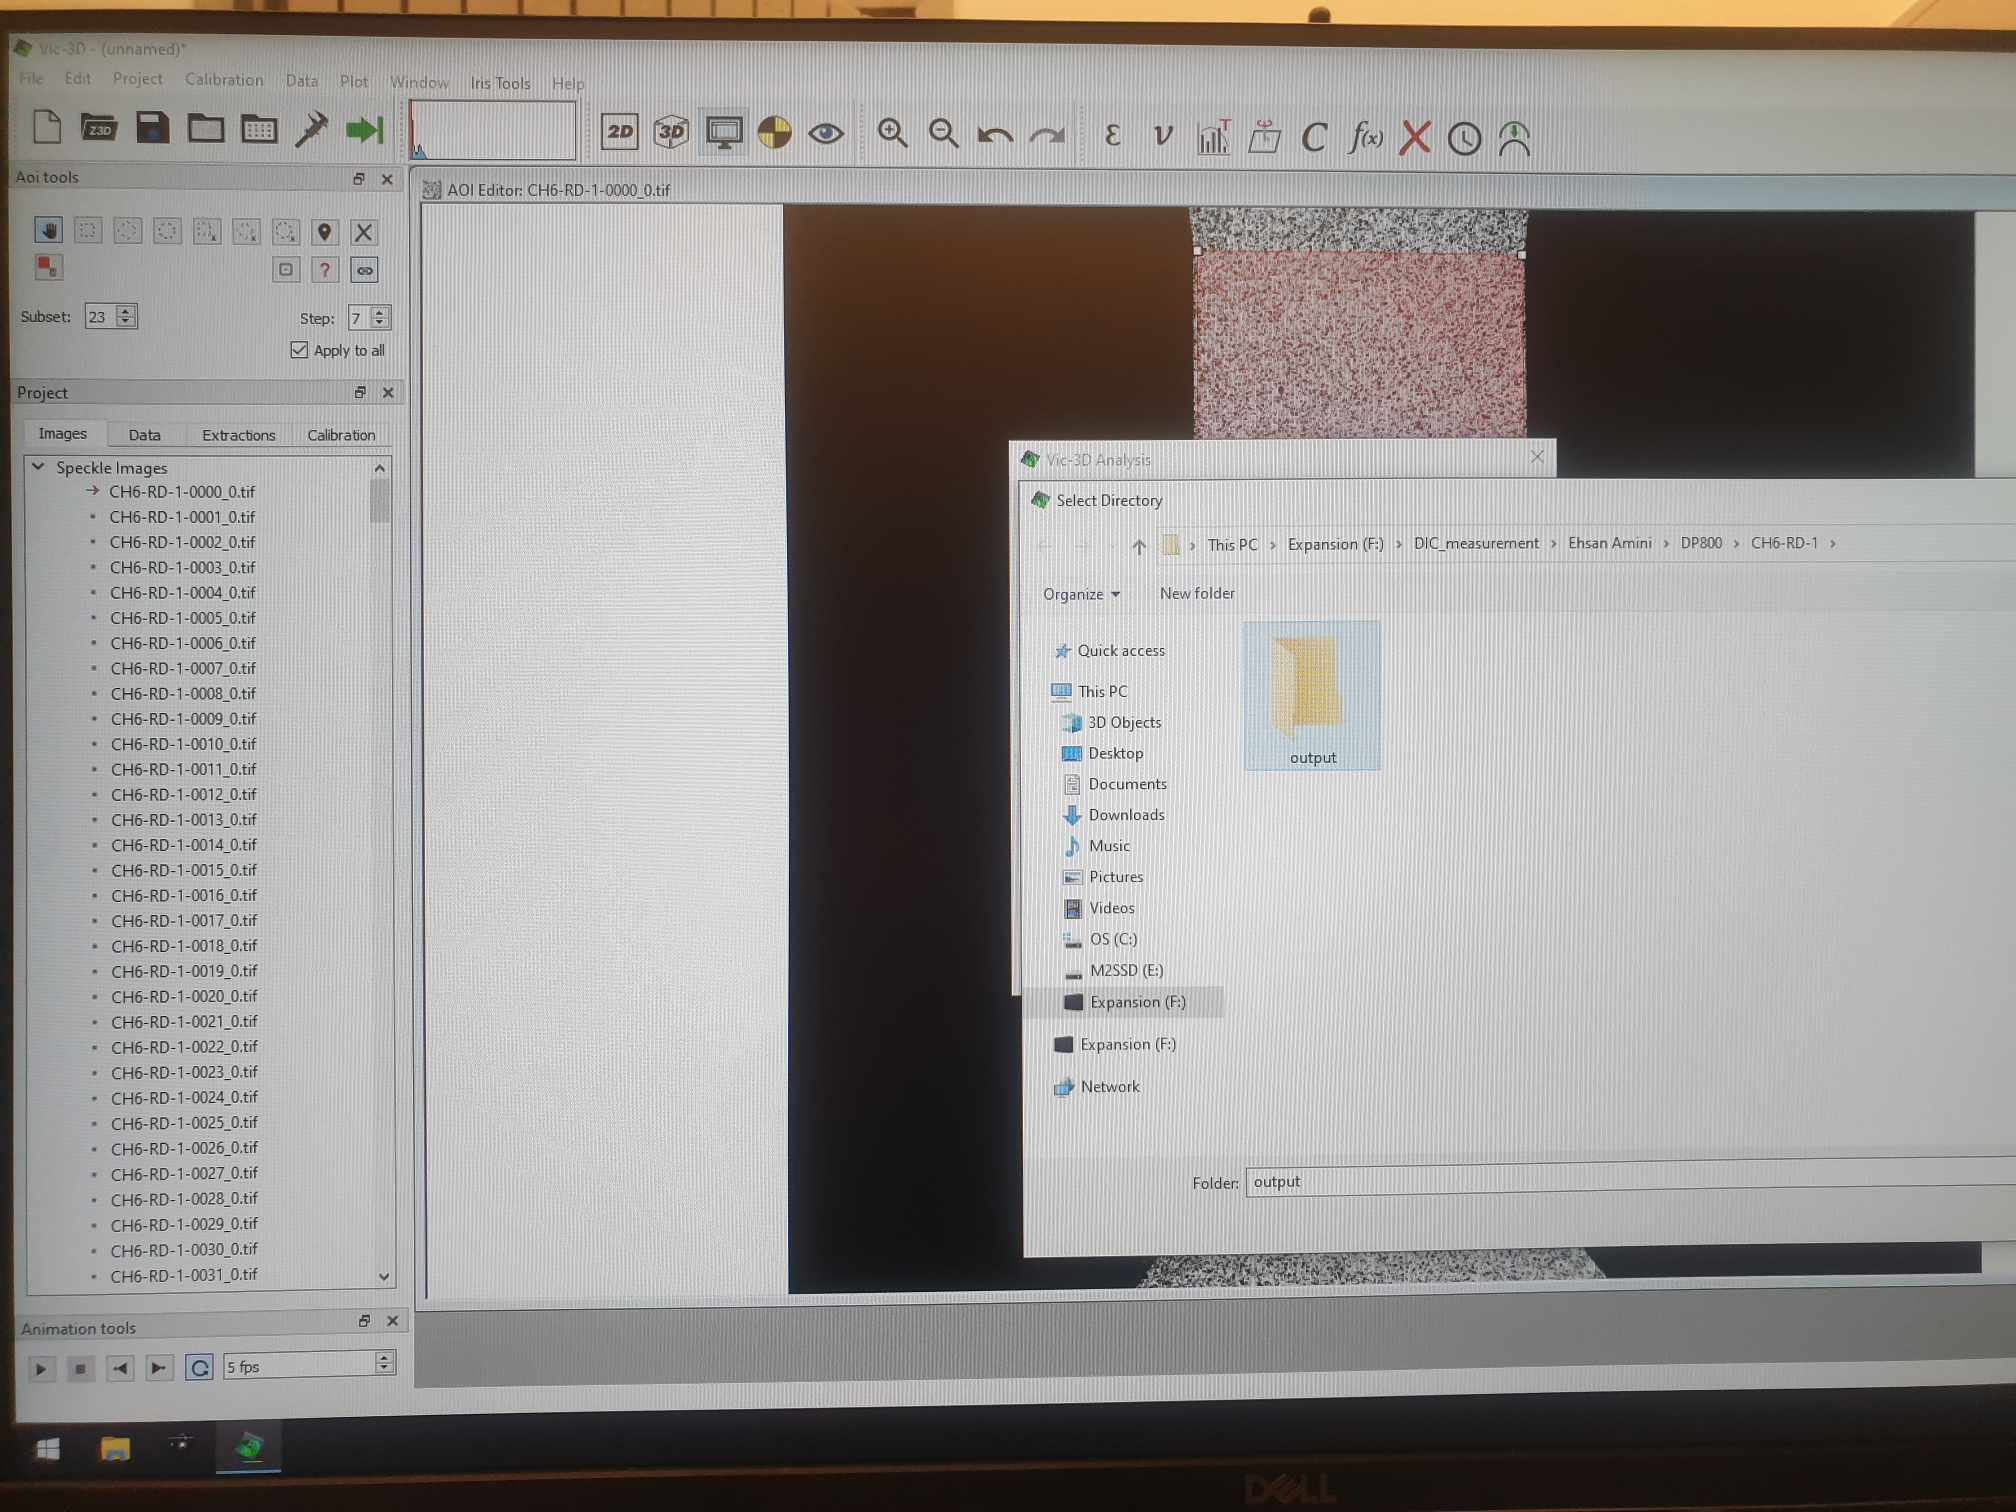 Vic-3D - (unnamed)*
File Edit Project Calibration Data Plot Window Iris Tools Help
Z3D 2D 3D ε ν T C f(x)
Aoi tools
AOI Editor: CH6-RD-1-0000_0.tif
?
Subset: 23 Step: 7
Apply to all
Project
Images Data Extractions Calibration
Speckle Images
CH6-RD-1-0000_0.tif
CH6-RD-1-0001_0.tif
CH6-RD-1-0002_0.tif
CH6-RD-1-0003_0.tif
CH6-RD-1-0004_0.tif
CH6-RD-1-0005_0.tif
CH6-RD-1-0006_0.tif
CH6-RD-1-0007_0.tif
CH6-RD-1-0008_0.tif
CH6-RD-1-0009_0.tif
CH6-RD-1-0010_0.tif
CH6-RD-1-0011_0.tif
CH6-RD-1-0012_0.tif
CH6-RD-1-0013_0.tif
CH6-RD-1-0014_0.tif
CH6-RD-1-0015_0.tif
CH6-RD-1-0016_0.tif
CH6-RD-1-0017_0.tif
CH6-RD-1-0018_0.tif
CH6-RD-1-0019_0.tif
CH6-RD-1-0020_0.tif
CH6-RD-1-0021_0.tif
CH6-RD-1-0022_0.tif
CH6-RD-1-0023_0.tif
CH6-RD-1-0024_0.tif
CH6-RD-1-0025_0.tif
CH6-RD-1-0026_0.tif
CH6-RD-1-0027_0.tif
CH6-RD-1-0028_0.tif
CH6-RD-1-0029_0.tif
CH6-RD-1-0030_0.tif
CH6-RD-1-0031_0.tif
Animation tools
5 fps
Vic-3D Analysis
Select Directory
This PC > Expansion (F:) > DIC_measurement > Ehsan Amini > DP800 > CH6-RD-1 >
Organize New folder
Quick access
This PC
3D Objects
Desktop
Documents
Downloads
Music
Pictures
Videos
OS (C:)
M2SSD (E:)
Expansion (F:)
Expansion (F:)
Network
output
Folder: output
DELL